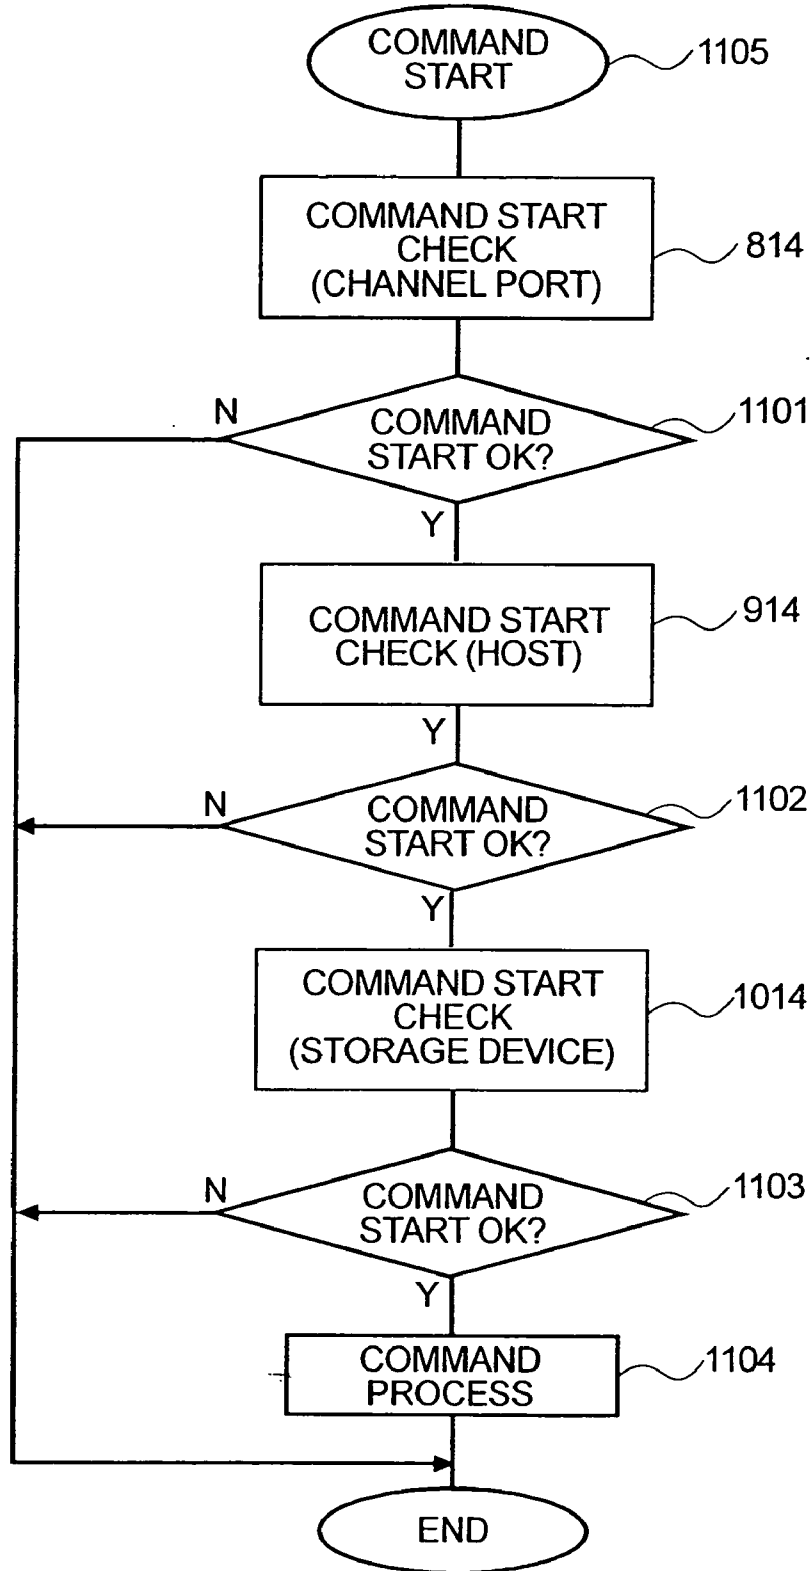 COMMAND
START
1105
COMMAND START
CHECK
(CHANNEL PORT)
814
N
COMMAND
START OK?
1101
Y
COMMAND START
CHECK (HOST)
914
Y
N
COMMAND
START OK?
1102
Y
COMMAND START
CHECK
(STORAGE DEVICE)
1014
N
COMMAND
START OK?
1103
Y
COMMAND
PROCESS
1104
END